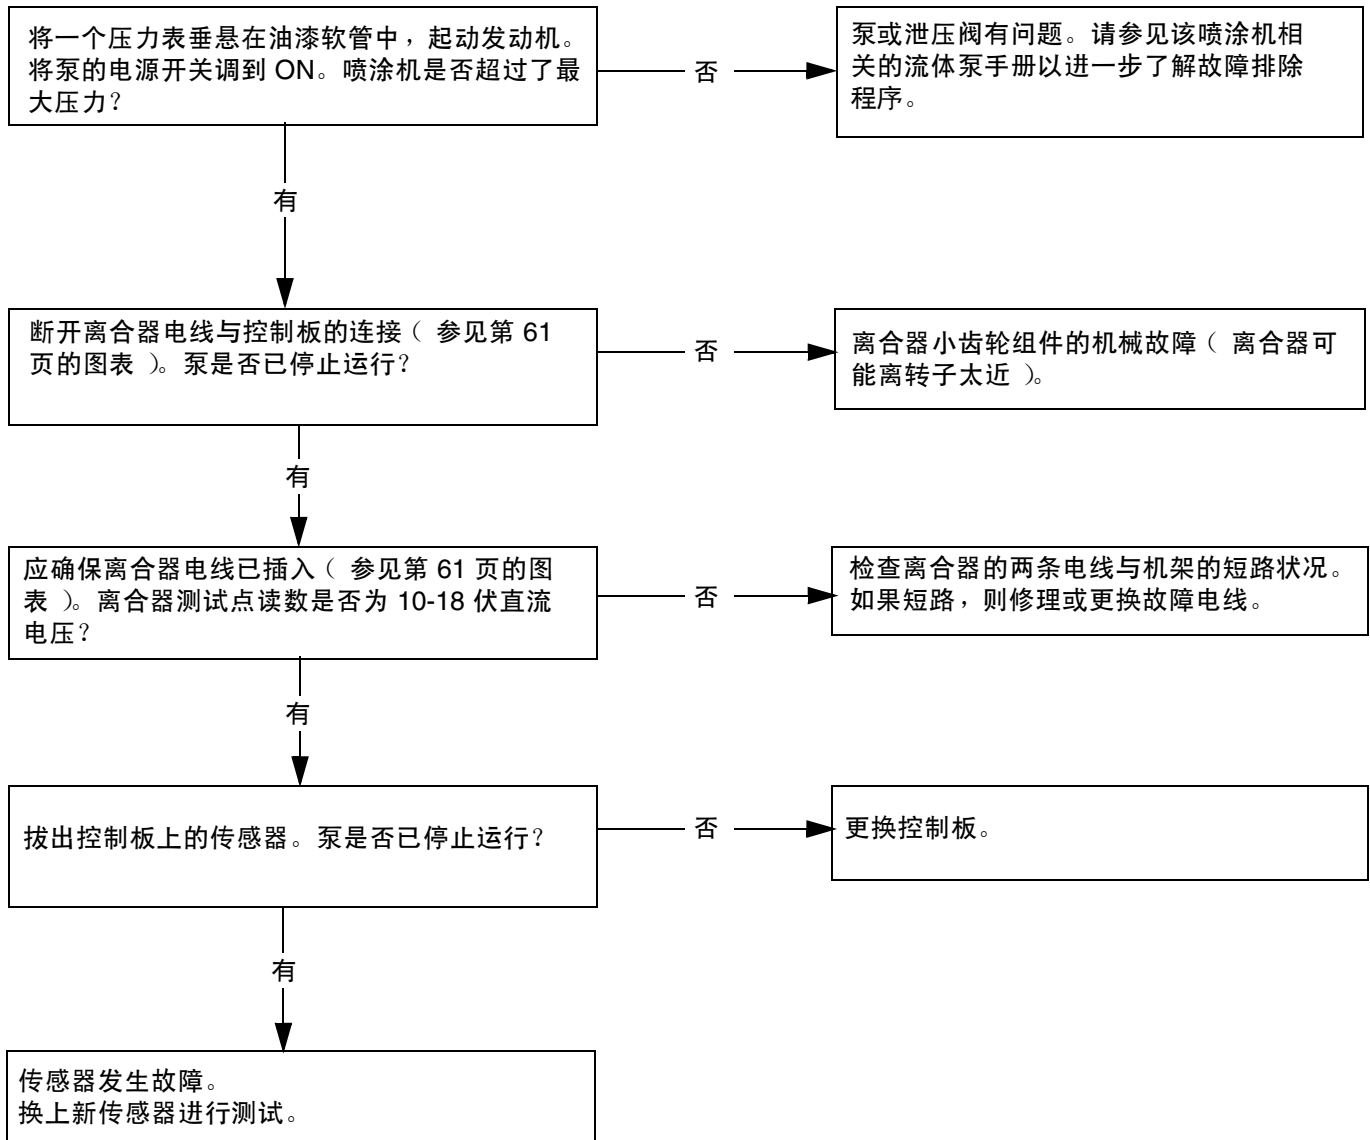 将一个压力表垂悬在油漆软管中，起动发动机。
将泵的电源开关调到 ON。喷涂机是否超过了最
大压力？
否
泵或泄压阀有问题。请参见该喷涂机相
关的流体泵手册以进一步了解故障排除
程序。
有
断开离合器电线与控制板的连接（ 参见第 61
页的图表 ）。泵是否已停止运行？
否
离合器小齿轮组件的机械故障（ 离合器可
能离转子太近 ）。
有
应确保离合器电线已插入（ 参见第 61 页的图
表 ）。离合器测试点读数是否为 10-18 伏直流
电压？
否
检查离合器的两条电线与机架的短路状况。
如果短路，则修理或更换故障电线。
有
拔出控制板上的传感器。泵是否已停止运行？
否
更换控制板。
有
传感器发生故障。
换上新传感器进行测试。